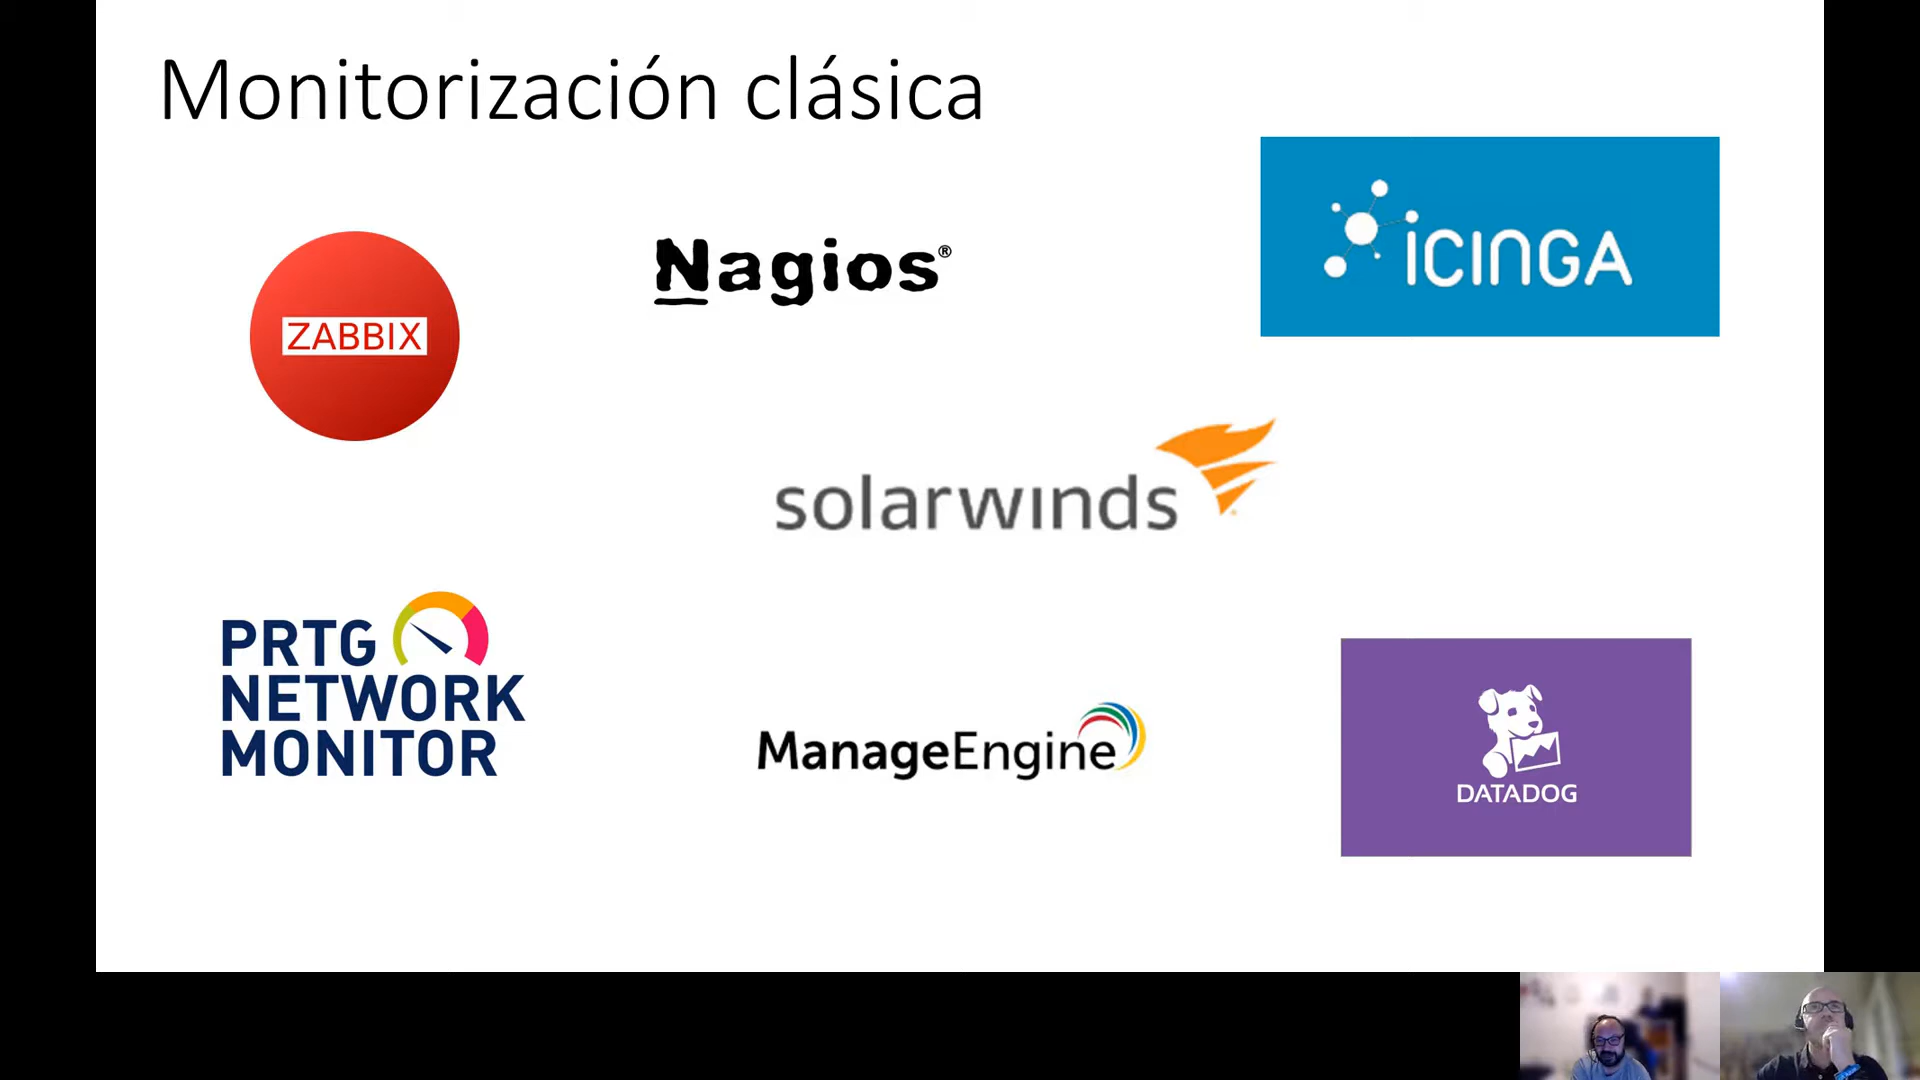 Monitorización clásica
ZABBIX
Nagios®
ICINGA
solarwinds
PRTG
NETWORK
MONITOR
ManageEngine
DATADOG